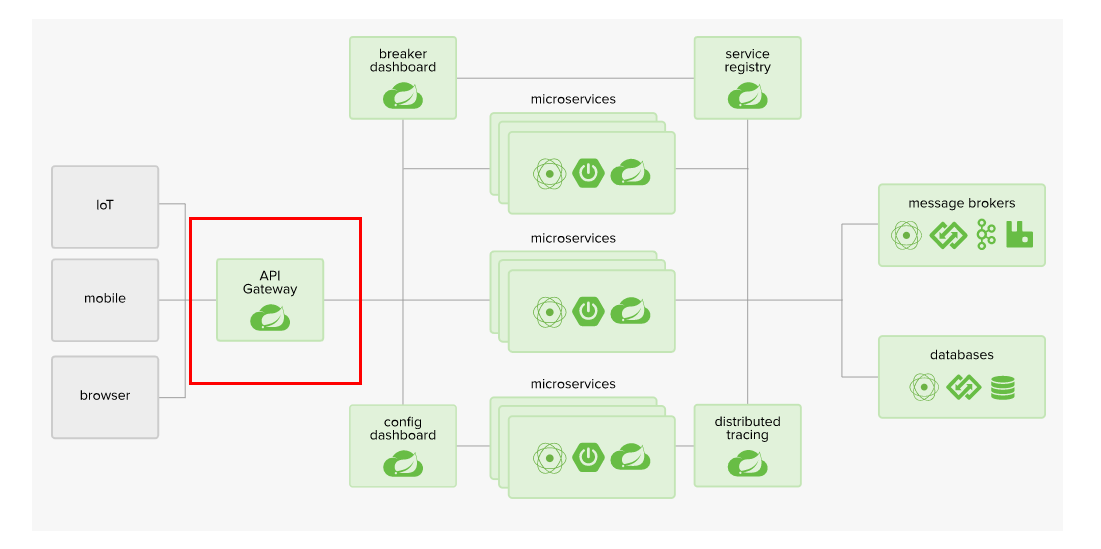 breaker
dashboard
service
registry
microservices
IoT
mobile
browser
API
Gateway
microservices
message brokers
databases
microservices
config
dashboard
distributed
tracing